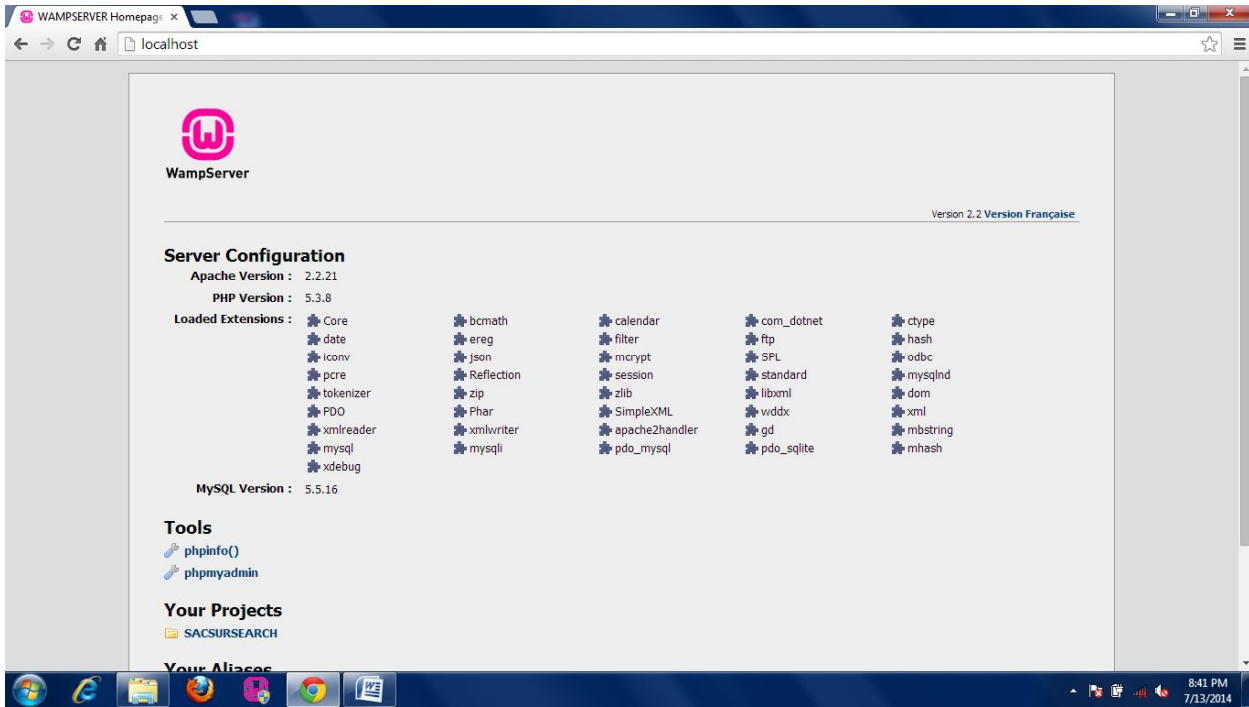 WAMPSERVER Homepage
localhost
WampServer
Version 2.2 Version Française
Server Configuration
Apache Version : 2.2.21
PHP Version : 5.3.8
Loaded Extensions : Core bcmath calendar com_dotnet ctype
date ereg filter ftp hash
iconv json mcrypt SPL odbc
pcre Reflection session standard mysqlnd
tokenizer zip zlib libxml dom
PDO Phar SimpleXML wddx xml
xmlreader xmlwriter apache2handler gd mbstring
mysql mysqli pdo_mysql pdo_sqlite mhash
xdebug
MySQL Version : 5.5.16
Tools
phpinfo()
phpmyadmin
Your Projects
SACSURSEARCH
Your Aliases
8:41 PM
7/13/2014